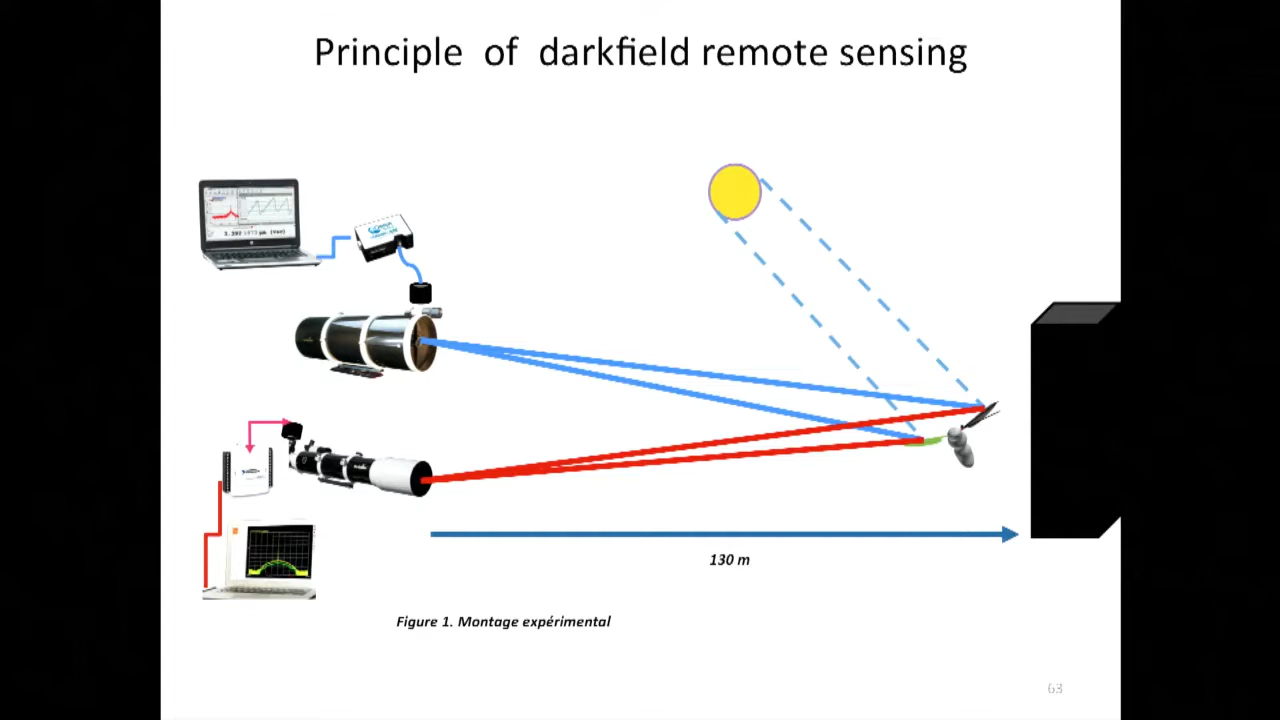 Principle of darkfield remote sensing
130 m
Figure 1. Montage expérimental
63